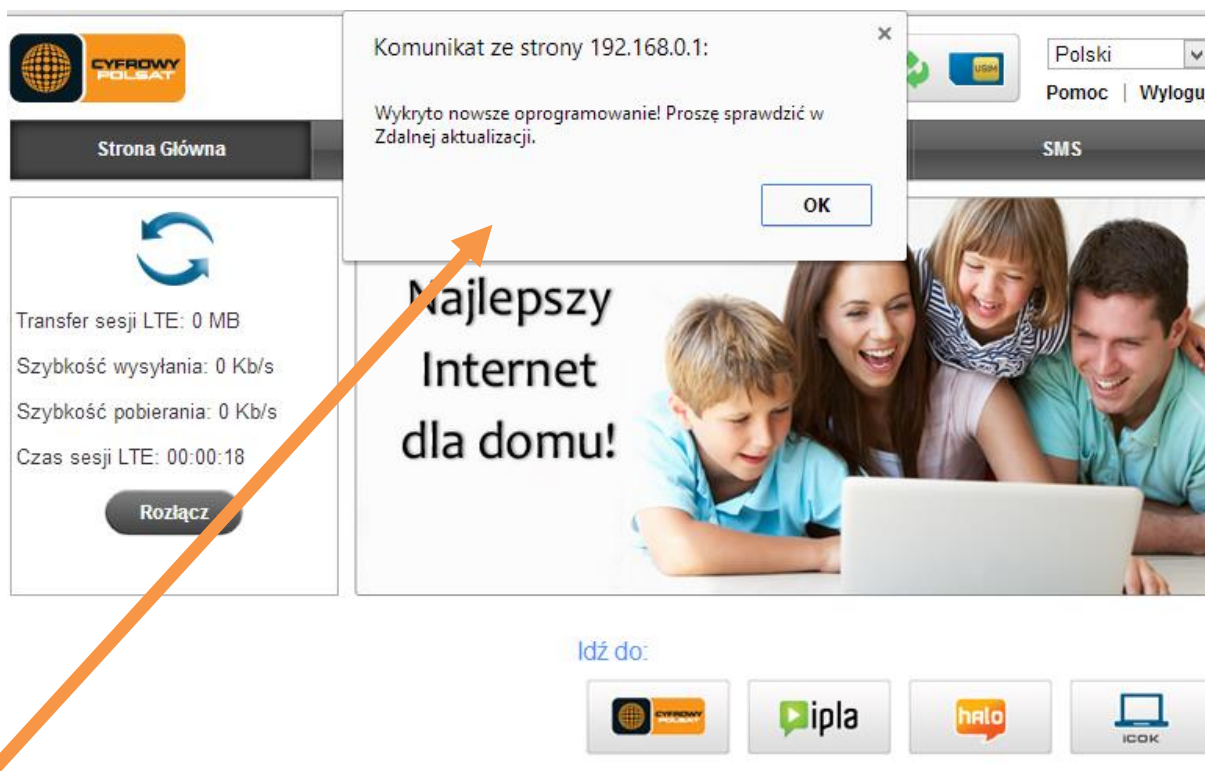 CYFROWY
POLSAT
Komunikat ze strony 192.168.0.1:
×
Wykryto nowsze oprogramowanie! Proszę sprawdzić w
Zdalnej aktualizacji.
OK
USIM
Polski
Pomoc | Wylogu
Strona Główna
SMS
Transfer sesji LTE: 0 MB
Szybkość wysyłania: 0 Kb/s
Szybkość pobierania: 0 Kb/s
Czas sesji LTE: 00:00:18
Rozłącz
Najlepszy
Internet
dla domu!
Idź do:
CYFROWY
POLSAT
ipla
halo
ICOK